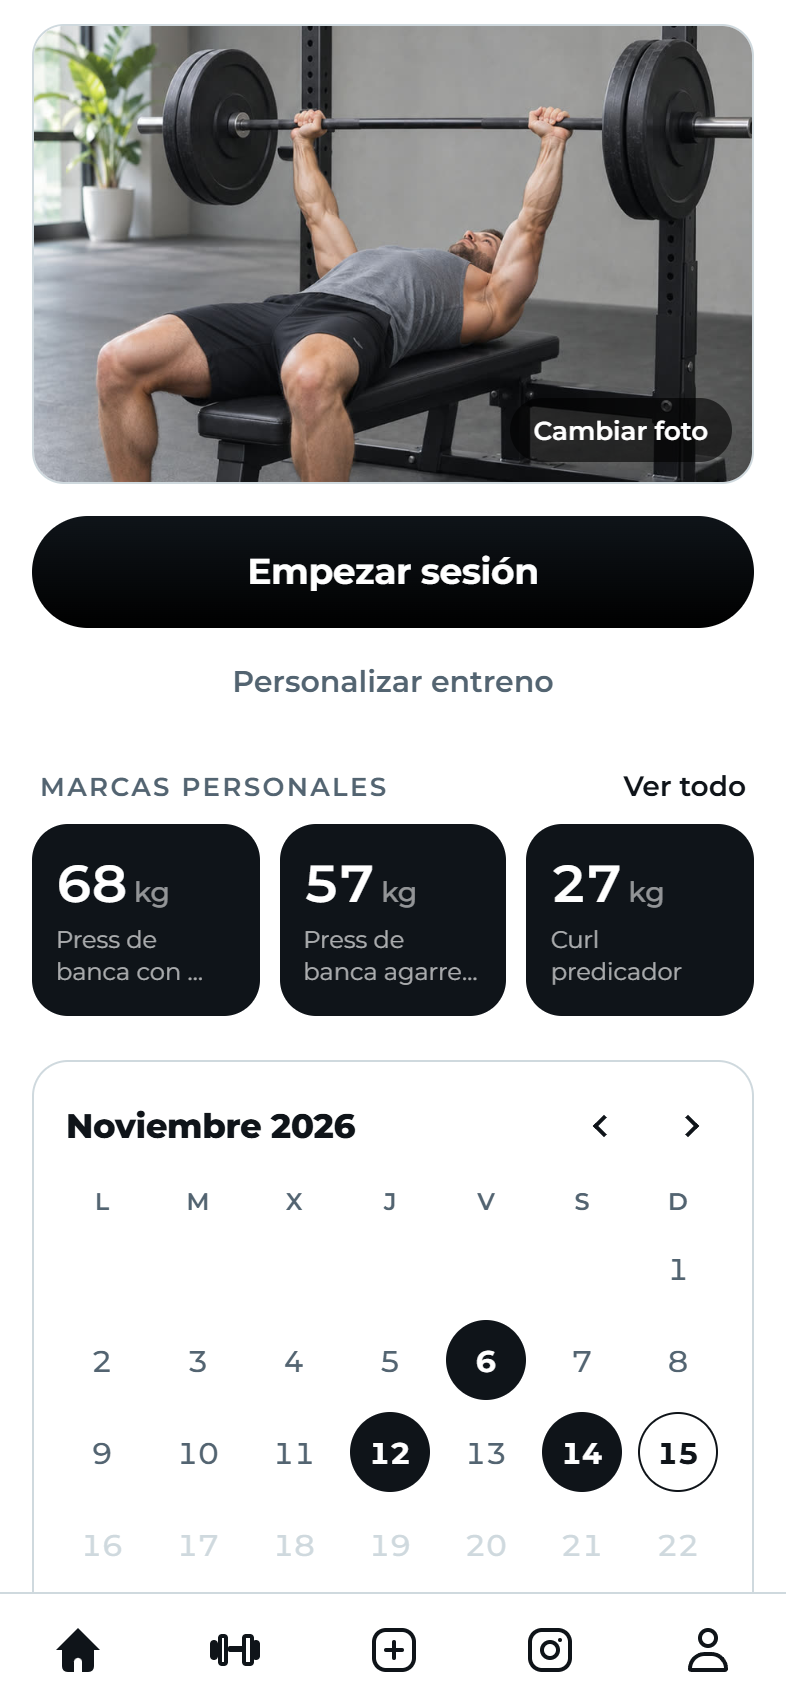 Cambiar foto
Empezar sesión
Personalizar entreno
MARCAS PERSONALES Ver todo
68 kg 57 kg 27 kg
Press de Press de Curl
banca con ... banca agarre... predicador
Noviembre 2026
L M X J V S D
1
2 3 4 5 6 7 8
9 10 11 12 13 14 15
16 17 18 19 20 21 22